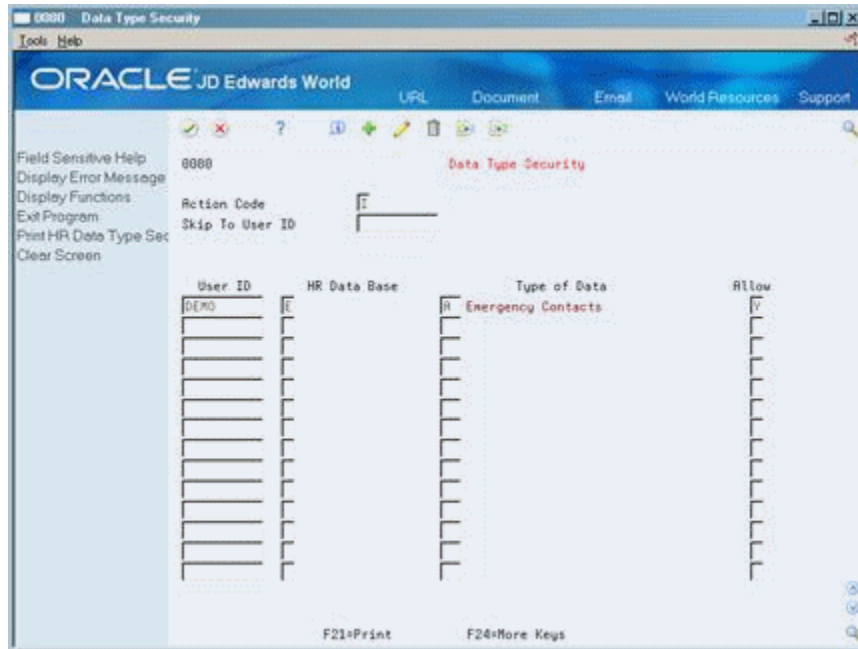 0080 Data Type Security
Tools Help
ORACLE JD Edwards World
URL Document Email World Resources Support
Field Sensitive Help
Display Error Message
Display Functions
Exit Program
Print HR Data Type Sec
Clear Screen
0080 Data Type Security
Action Code I
Skip To User ID
User ID HR Data Base Type of Data Allow
DEMO E A Emergency Contacts Y
F21=Print F24=More Keys